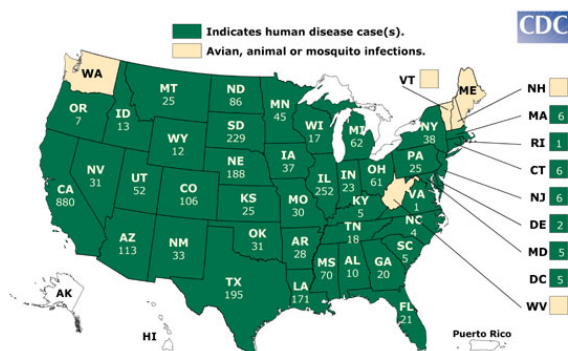 Indicates human disease case(s).
Avian, animal or mosquito infections.
CDC
WA
MT
25
ND
86
MN
45
VT
ME
NH
OR
7
ID
13
WY
12
SD
229
WI
17
MI
62
NY
38
MA 6
RI 1
NV
31
UT
52
CO
106
NE
188
IA
37
IL
252
IN
23
OH
61
PA
25
CT 6
CA
880
KS
25
MO
30
KY
5
VA
1
NJ 6
AZ
113
NM
33
OK
31
AR
28
TN
18
NC
4
DE 2
TX
195
LA
171
MS
70
AL
10
GA
20
SC
5
MD 5
DC 5
WV
FL
21
AK
HI
Puerto Rico